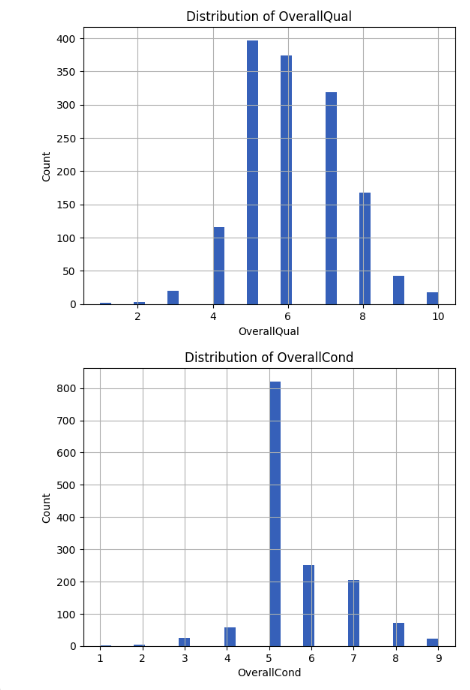 Distribution of OverallQual
400
350
300
250
200
150
100
50
0
Count
2 4 6 8 10
OverallQual
Distribution of OverallCond
800
700
600
500
400
300
200
100
0
Count
1 2 3 4 5 6 7 8 9
OverallCond